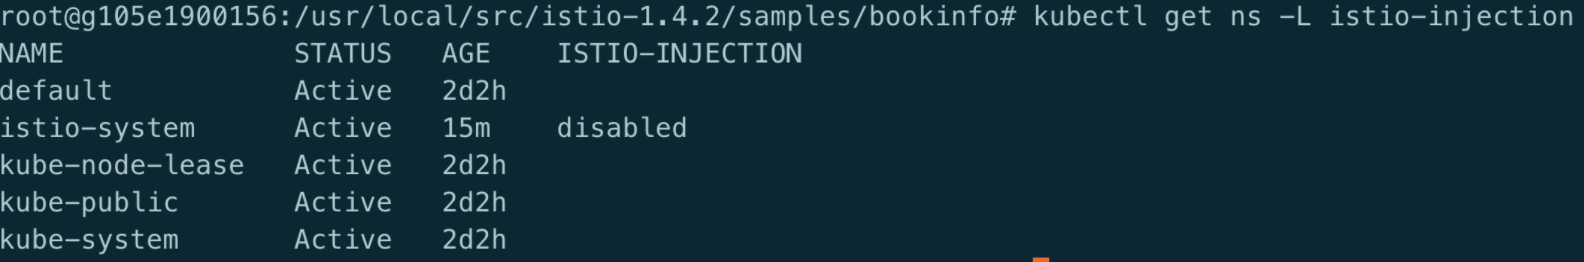 root@g105e1900156:/usr/local/src/istio-1.4.2/samples/bookinfo# kubectl get ns -L istio-injection
NAME              STATUS   AGE    ISTIO-INJECTION
default           Active   2d2h
istio-system      Active   15m    disabled
kube-node-lease   Active   2d2h
kube-public       Active   2d2h
kube-system       Active   2d2h